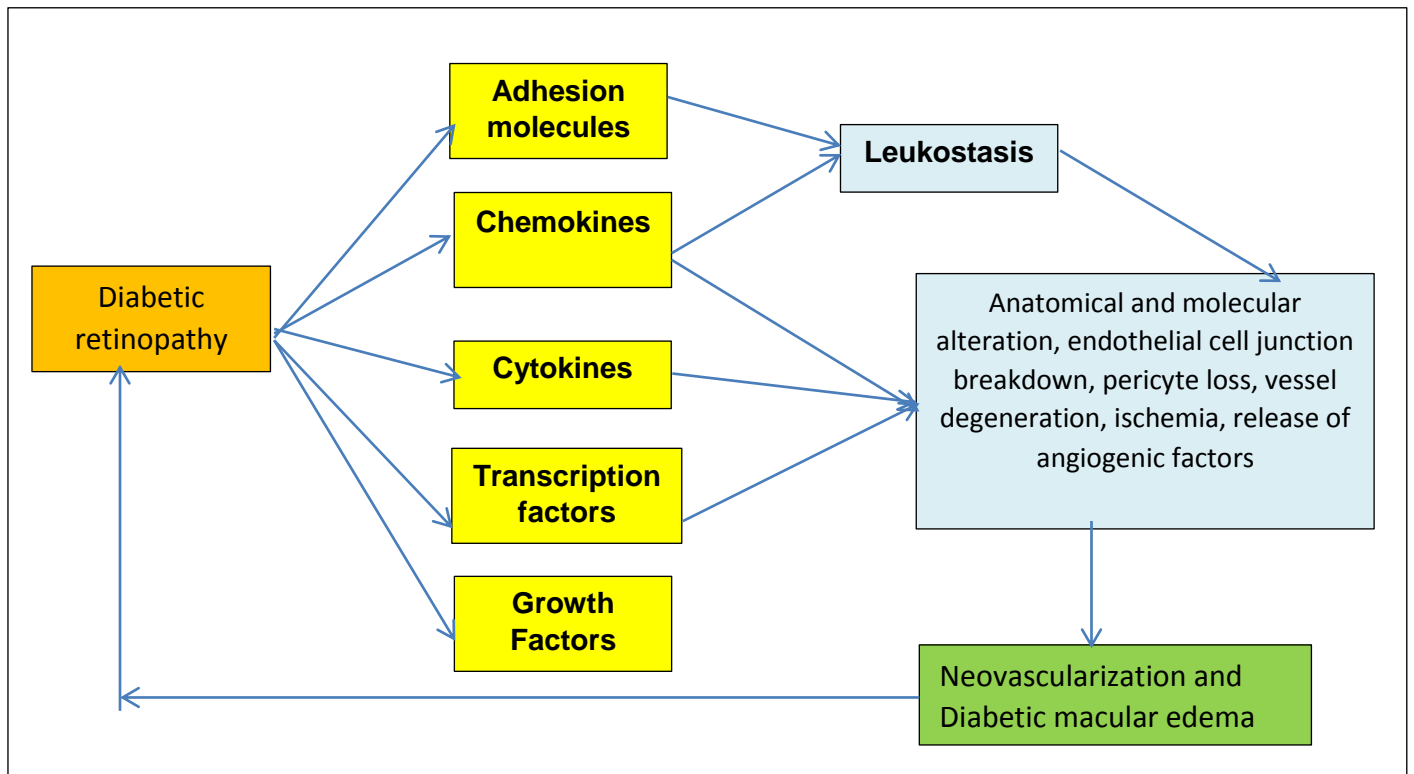 Diabetic
retinopathy
Adhesion
molecules
Chemokines
Cytokines
Transcription
factors
Growth
Factors
Leukostasis
Anatomical and molecular
alteration, endothelial cell junction
breakdown, pericyte loss, vessel
degeneration, ischemia, release of
angiogenic factors
Neovascularization and
Diabetic macular edema